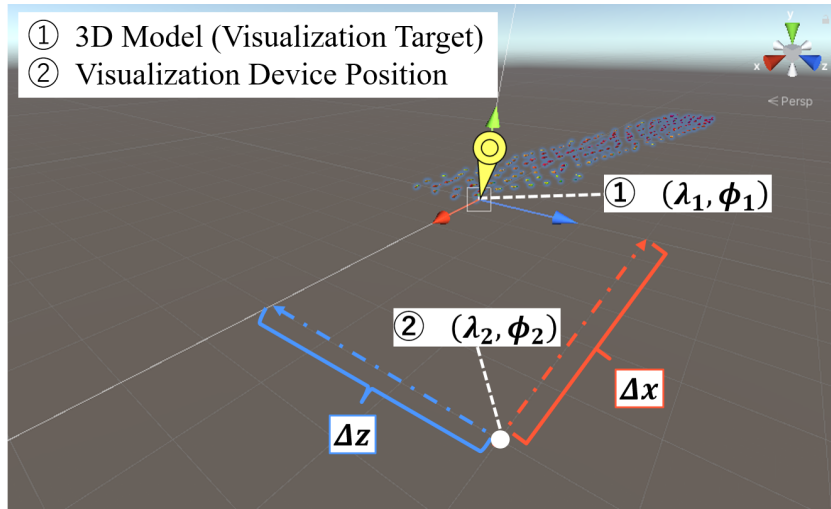 ① 3D Model (Visualization Target)
② Visualization Device Position
y
x
z
< Persp
① (λ₁, ϕ₁)
② (λ₂, ϕ₂)
Δx
Δz